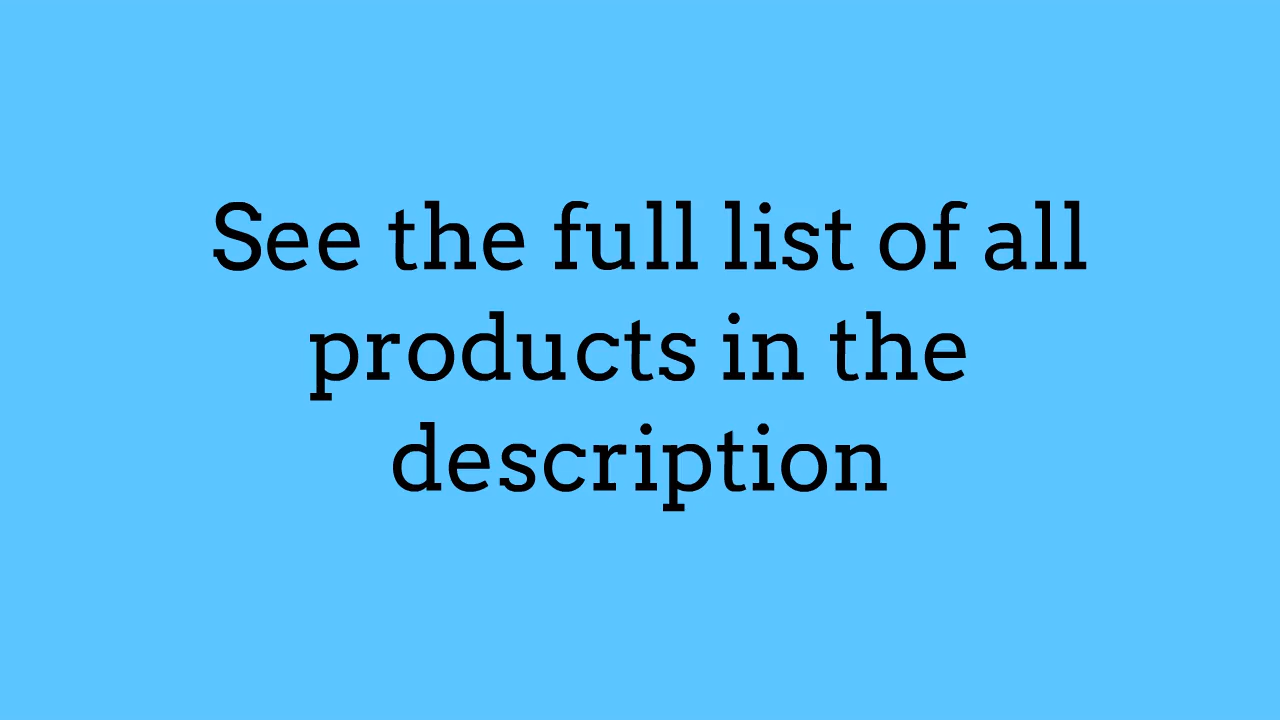 See the full list of all
products in the
description